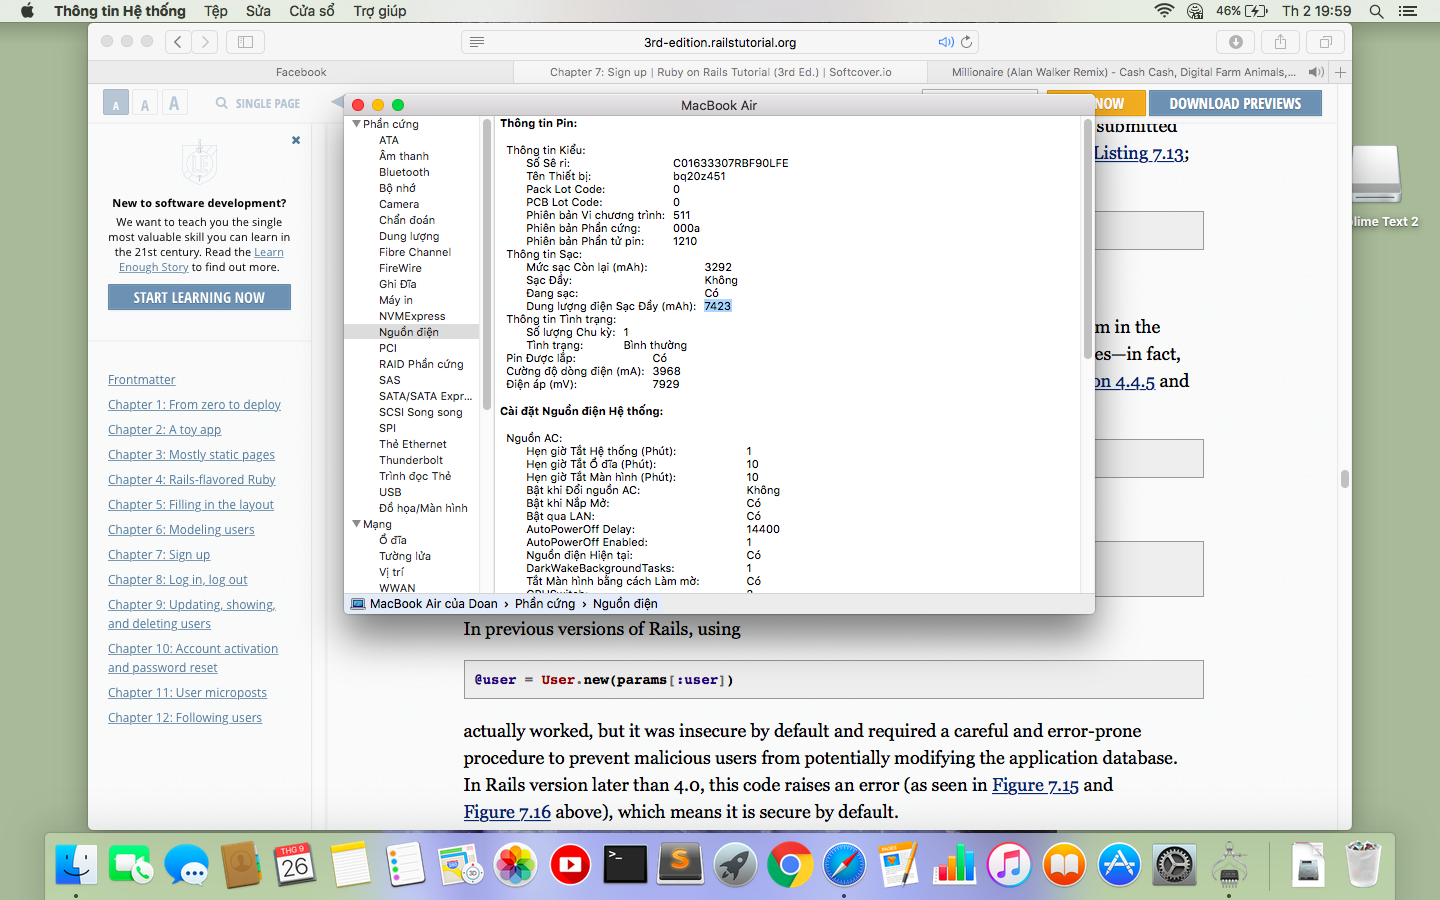 Thông tin Hệ thống Tệp Sửa Cửa sổ Trợ giúp
46% Th 2 19:59
3rd-edition.railstutorial.org
Facebook
Chapter 7: Sign up | Ruby on Rails Tutorial (3rd Ed.) | Softcover.io
Millionaire (Alan Walker Remix) - Cash Cash, Digital Farm Animals,...
A A A SINGLE PAGE
NOW
DOWNLOAD PREVIEWS
New to software development?
We want to teach you the single
most valuable skill you can learn in
the 21st century. Read the Learn
Enough Story to find out more.
START LEARNING NOW
Frontmatter
Chapter 1: From zero to deploy
Chapter 2: A toy app
Chapter 3: Mostly static pages
Chapter 4: Rails-flavored Ruby
Chapter 5: Filling in the layout
Chapter 6: Modeling users
Chapter 7: Sign up
Chapter 8: Log in, log out
Chapter 9: Updating, showing,
and deleting users
Chapter 10: Account activation
and password reset
Chapter 11: User microposts
Chapter 12: Following users
MacBook Air
Phần cứng
ATA
Âm thanh
Bluetooth
Bộ nhớ
Camera
Chẩn đoán
Dung lượng
Fibre Channel
FireWire
Ghi Đĩa
Máy in
NVMExpress
Nguồn điện
PCI
RAID Phần cứng
SAS
SATA/SATA Expr...
SCSI Song song
SPI
Thẻ Ethernet
Thunderbolt
Trình đọc Thẻ
USB
Đồ họa/Màn hình
Mạng
Ổ đĩa
Tường lửa
Vị trí
WWAN
Thông tin Pin:
Thông tin Kiểu:
Số Sê ri: C01633307RBF90LFE
Tên Thiết bị: bq20z451
Pack Lot Code: 0
PCB Lot Code: 0
Phiên bản Vi chương trình: 511
Phiên bản Phần cứng: 000a
Phiên bản Phần tử pin: 1210
Thông tin Sạc:
Mức sạc Còn lại (mAh): 3292
Sạc Đầy: Không
Đang sạc: Có
Dung lượng điện Sạc Đầy (mAh): 7423
Thông tin Tình trạng:
Số lượng Chu kỳ: 1
Tình trạng: Bình thường
Pin Được lắp: Có
Cường độ dòng điện (mA): 3968
Điện áp (mV): 7929
Cài đặt Nguồn điện Hệ thống:
Nguồn AC:
Hẹn giờ Tắt Hệ thống (Phút): 1
Hẹn giờ Tắt Ổ đĩa (Phút): 10
Hẹn giờ Tắt Màn hình (Phút): 10
Bật khi Đổi nguồn AC: Không
Bật khi Nắp Mở: Có
Bật qua LAN: Có
AutoPowerOff Delay: 14400
AutoPowerOff Enabled: 1
Nguồn điện Hiện tại: Có
DarkWakeBackgroundTasks: 1
Tắt Màn hình bằng cách Làm mờ: Có
MacBook Air của Doan › Phần cứng › Nguồn điện
submitted
Listing 7.13;
m in the
es—in fact,
on 4.4.5 and
In previous versions of Rails, using
@user = User.new(params[:user])
actually worked, but it was insecure by default and required a careful and error-prone
procedure to prevent malicious users from potentially modifying the application database.
In Rails version later than 4.0, this code raises an error (as seen in Figure 7.15 and
Figure 7.16 above), which means it is secure by default.
lime Text 2
THG 9
26